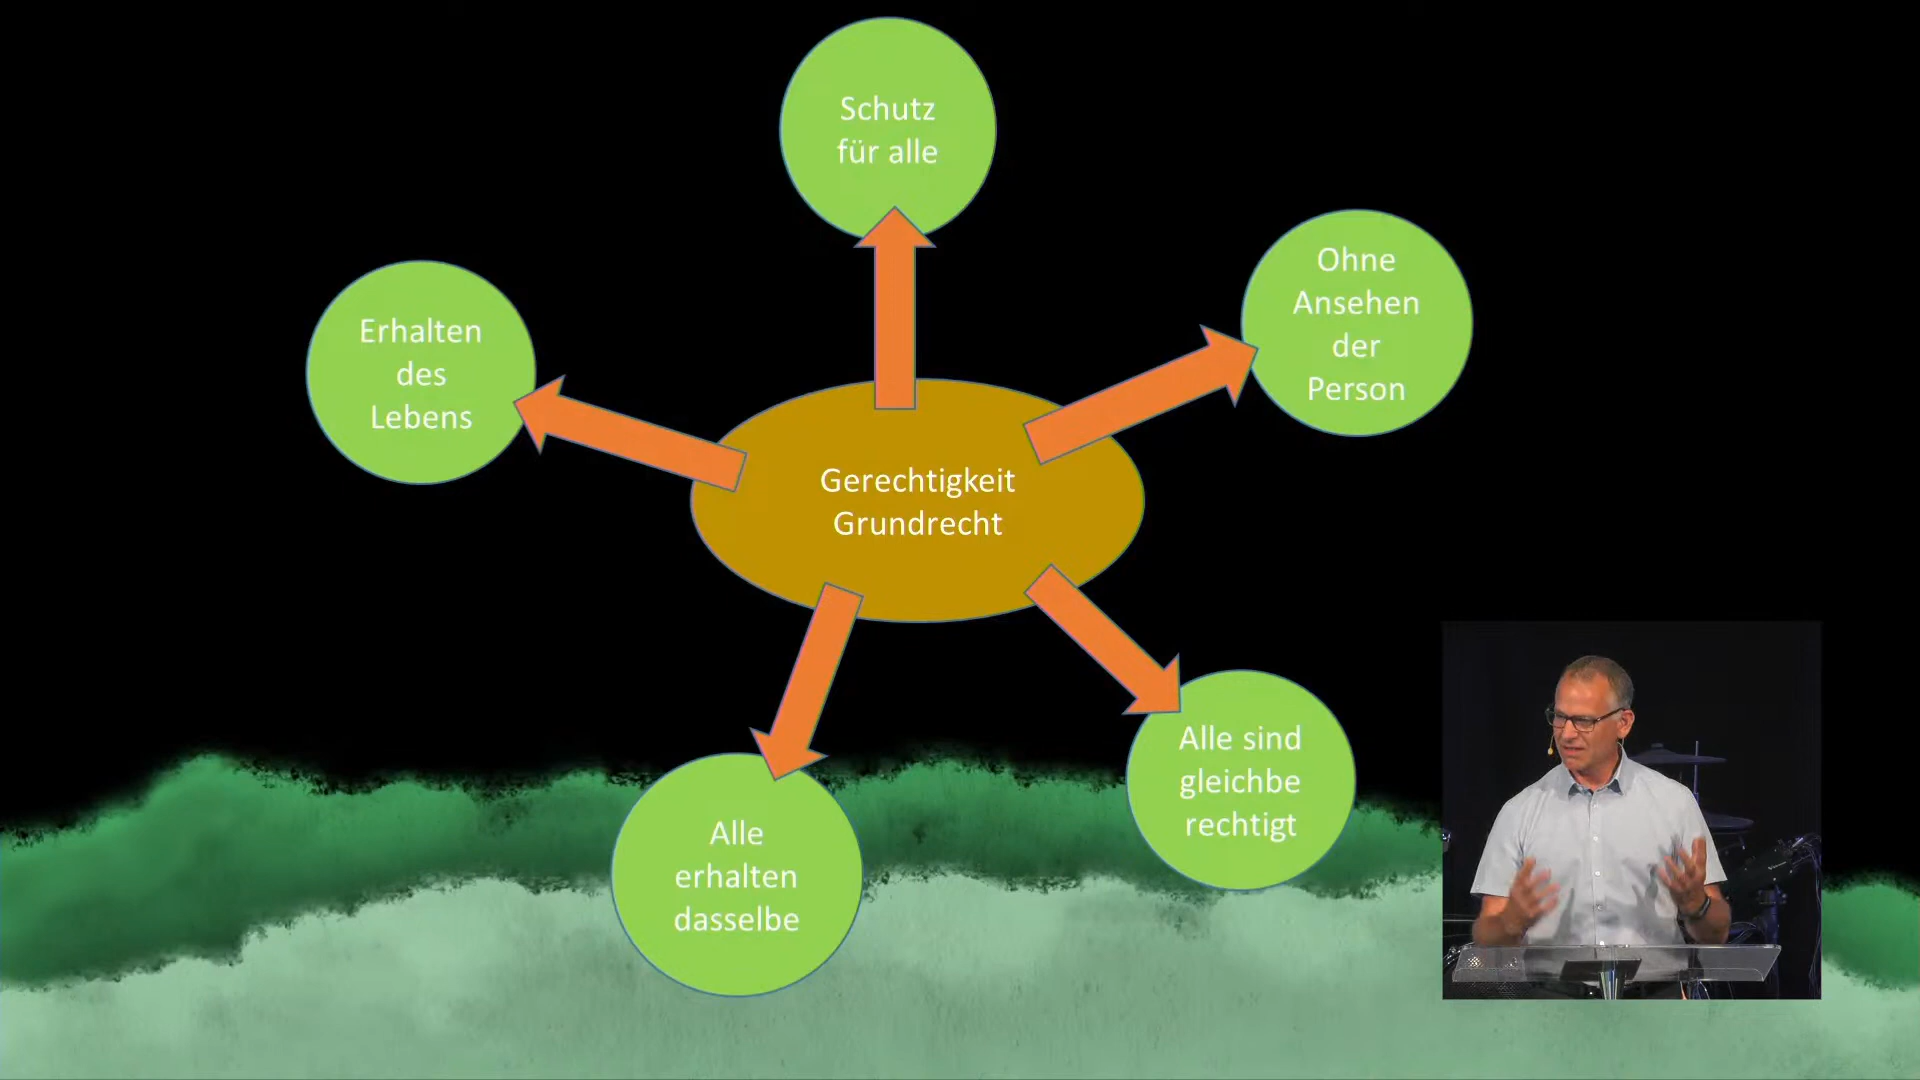 Schutz
für alle
Ohne
Ansehen
der
Person
Erhalten
des
Lebens
Gerechtigkeit
Grundrecht
Alle sind
gleichbe
rechtigt
Alle
erhalten
dasselbe